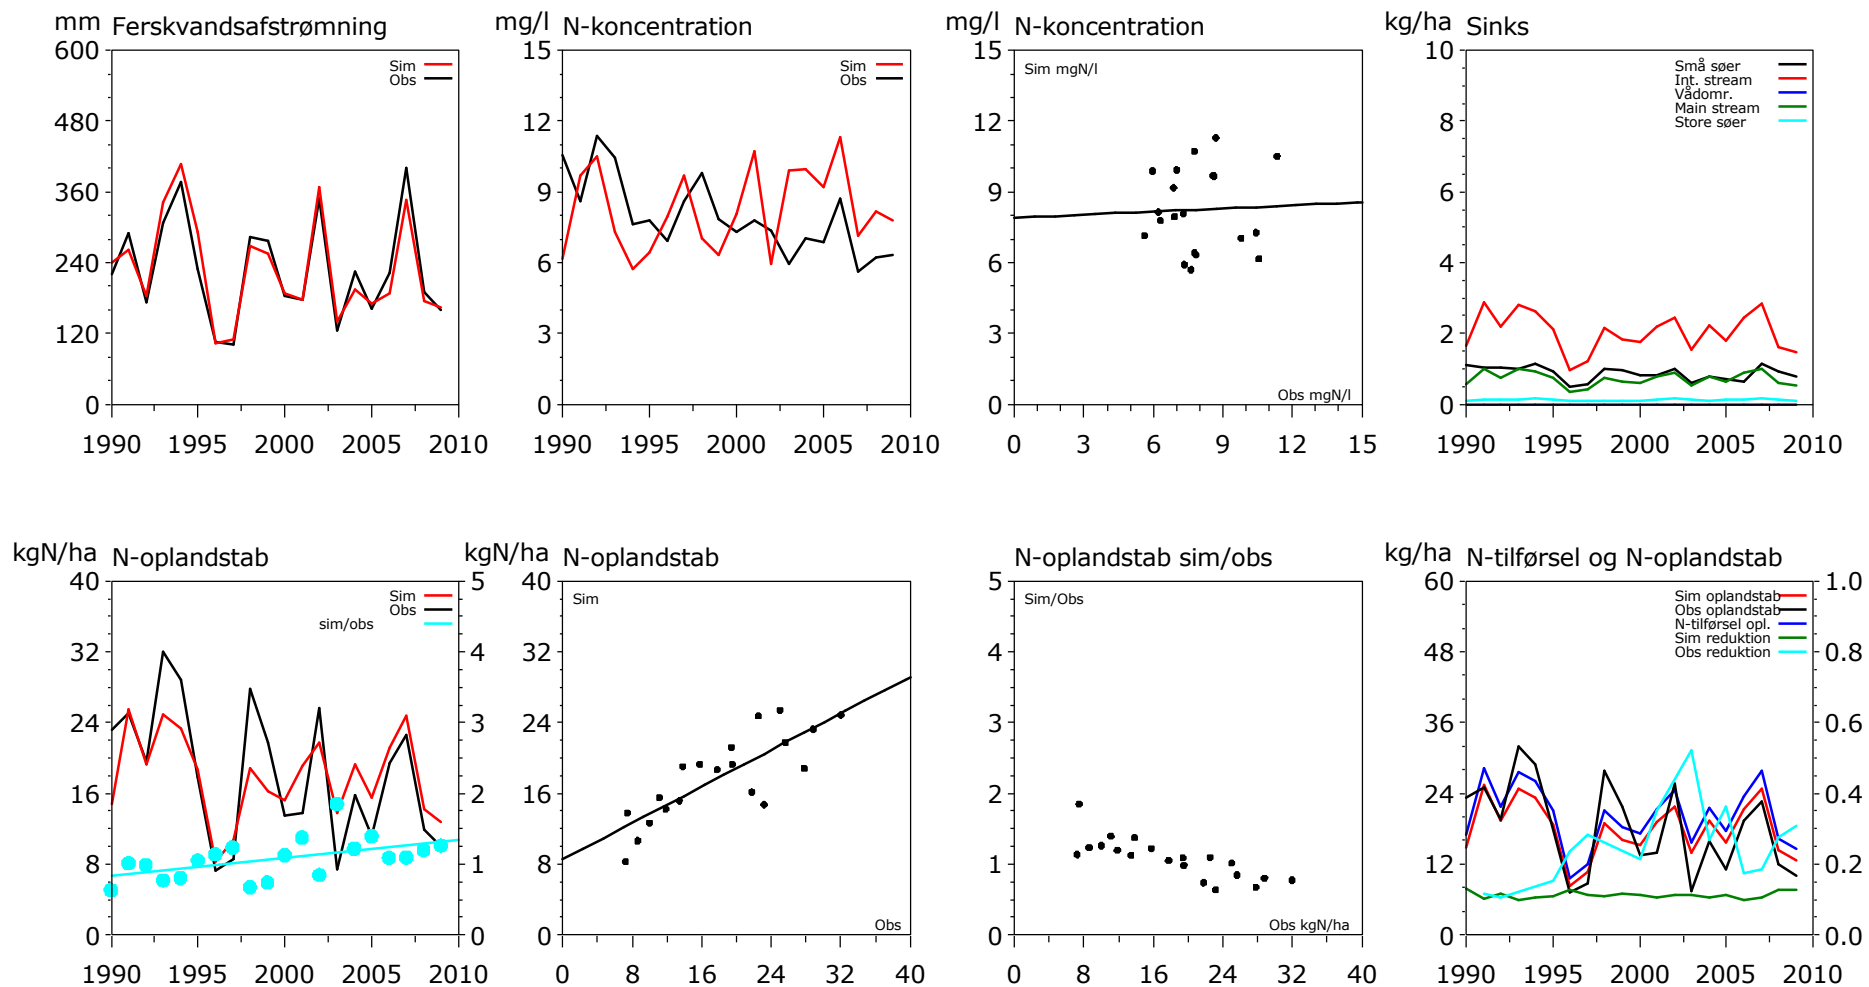 mm Ferskvandsafstrømning
600
480
360
240
120
0
1990 1995 2000 2005 2010
Sim
Obs
mg/l N-koncentration
15
12
9
6
3
0
1990 1995 2000 2005 2010
Sim
Obs
mg/l N-koncentration
15
12
9
6
3
0
0 3 6 9 12 15
Sim mgN/l
Obs mgN/l
kg/ha Sinks
10
8
6
4
2
0
1990 1995 2000 2005 2010
Små søer
Int. stream
Vådomr.
Main stream
Store søer
kgN/ha N-oplandstab
40
32
24
16
8
0
5
4
3
2
1
0
1990 1995 2000 2005 2010
Sim
Obs
sim/obs
kgN/ha N-oplandstab
40
32
24
16
8
0
0 8 16 24 32 40
Sim
Obs
N-oplandstab sim/obs
5
4
3
2
1
0
0 8 16 24 32 40
Sim/Obs
Obs kgN/ha
kg/ha N-tilførsel og N-oplandstab
60
48
36
24
12
0
1.0
0.8
0.6
0.4
0.2
0.0
1990 1995 2000 2005 2010
Sim oplandstab
Obs oplandstab
N-tilførsel opl.
Sim reduktion
Obs reduktion